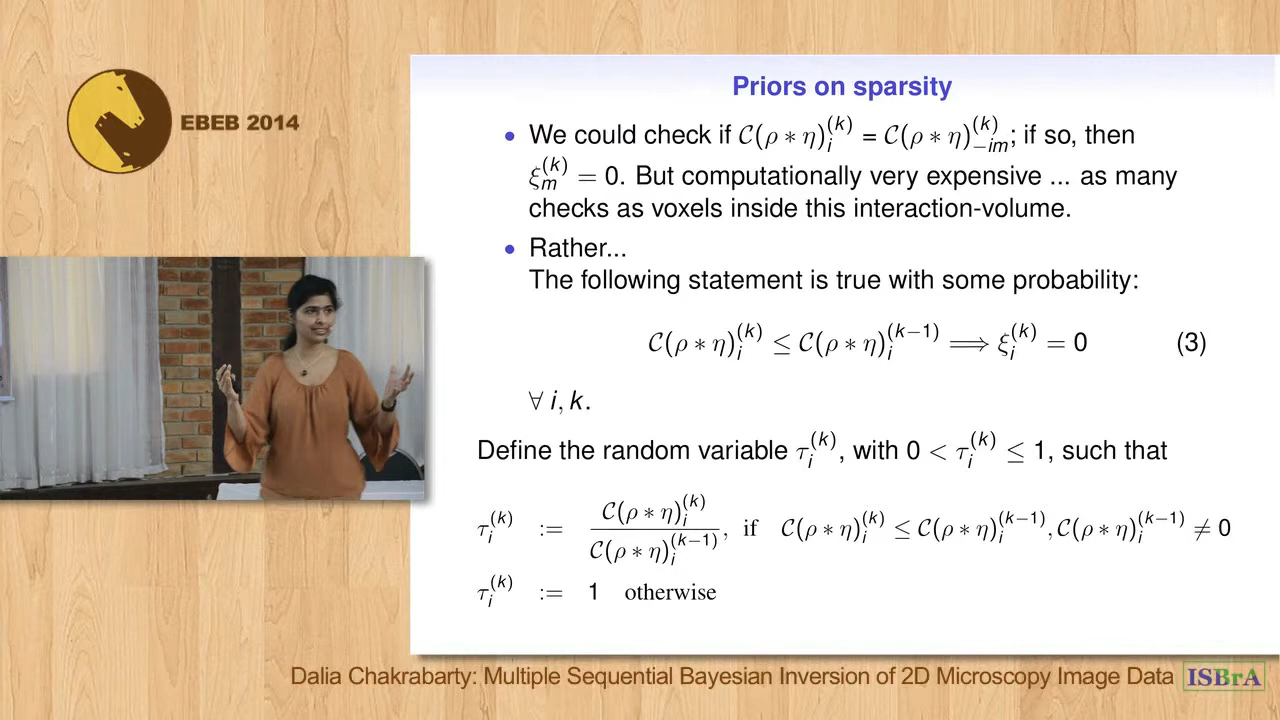 EBEB 2014
Priors on sparsity
• We could check if C(ρ ∗ η)_i^(k) = C(ρ ∗ η)_−im^(k); if so, then
ξ_m^(k) = 0. But computationally very expensive ... as many
checks as voxels inside this interaction-volume.
• Rather...
The following statement is true with some probability:
C(ρ ∗ η)_i^(k) ≤ C(ρ ∗ η)_i^(k−1) ⟹ ξ_i^(k) = 0 (3)
∀ i, k.
Define the random variable τ_i^(k), with 0 < τ_i^(k) ≤ 1, such that
τ_i^(k) := C(ρ ∗ η)_i^(k) / C(ρ ∗ η)_i^(k−1), if C(ρ ∗ η)_i^(k) ≤ C(ρ ∗ η)_i^(k−1), C(ρ ∗ η)_i^(k−1) ≠ 0
τ_i^(k) := 1 otherwise
Dalia Chakrabarty: Multiple Sequential Bayesian Inversion of 2D Microscopy Image Data ISBrA